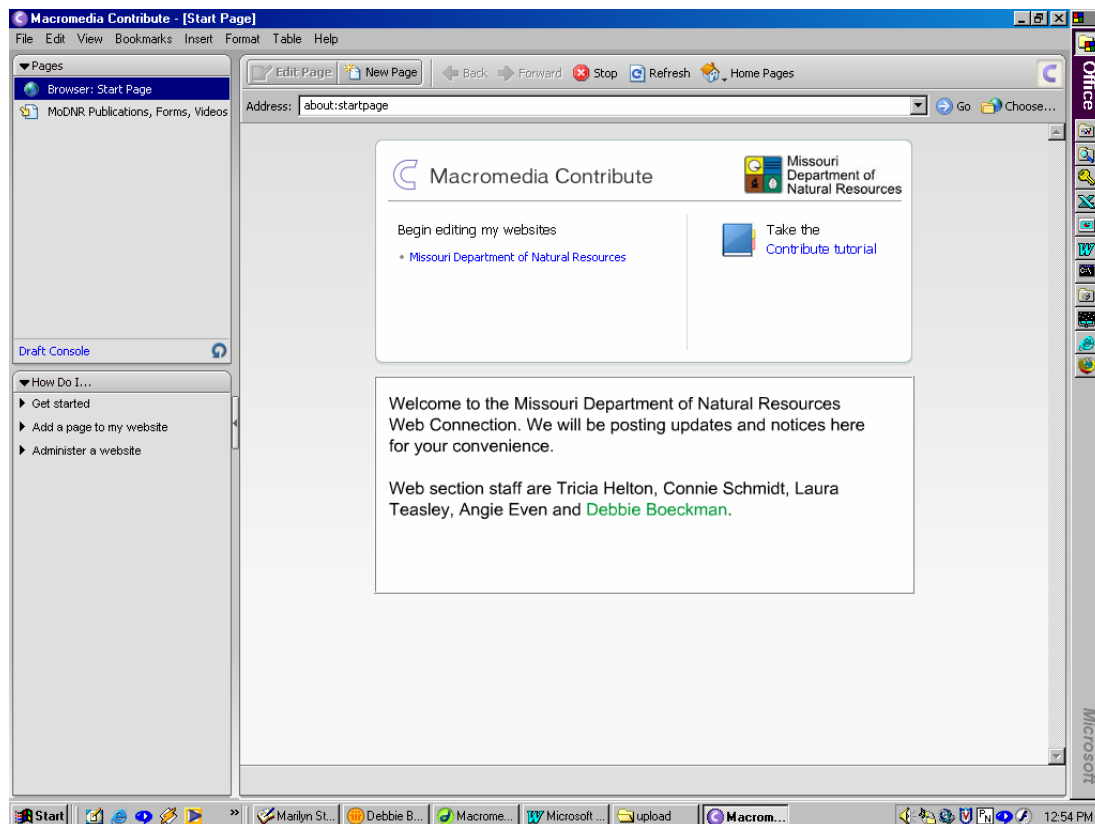 Macromedia Contribute - [Start Page]
File Edit View Bookmarks Insert Format Table Help
Pages
Browser: Start Page
MoDNR Publications, Forms, Videos
Draft Console
How Do I...
Get started
Add a page to my website
Administer a website
Edit Page New Page Back Forward Stop Refresh Home Pages
Address: about:startpage Go Choose...
Macromedia Contribute
Missouri
Department of
Natural Resources
Begin editing my websites
Missouri Department of Natural Resources
Take the
Contribute tutorial
Welcome to the Missouri Department of Natural Resources
Web Connection. We will be posting updates and notices here
for your convenience.
Web section staff are Tricia Helton, Connie Schmidt, Laura
Teasley, Angie Even and Debbie Boeckman.
Office
Microsoft
Start » Marilyn St... Debbie B... Macrome... Microsoft ... upload Macrom... 12:54 PM